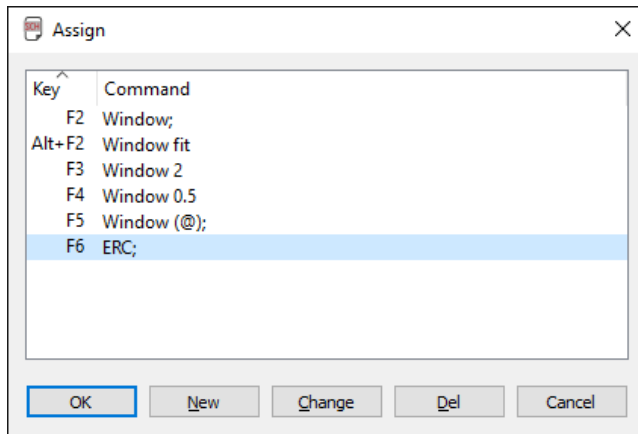 SCH
Assign
Key Command
F2 Window;
Alt+F2 Window fit
F3 Window 2
F4 Window 0.5
F5 Window (@);
F6 ERC;
OK New Change Del Cancel